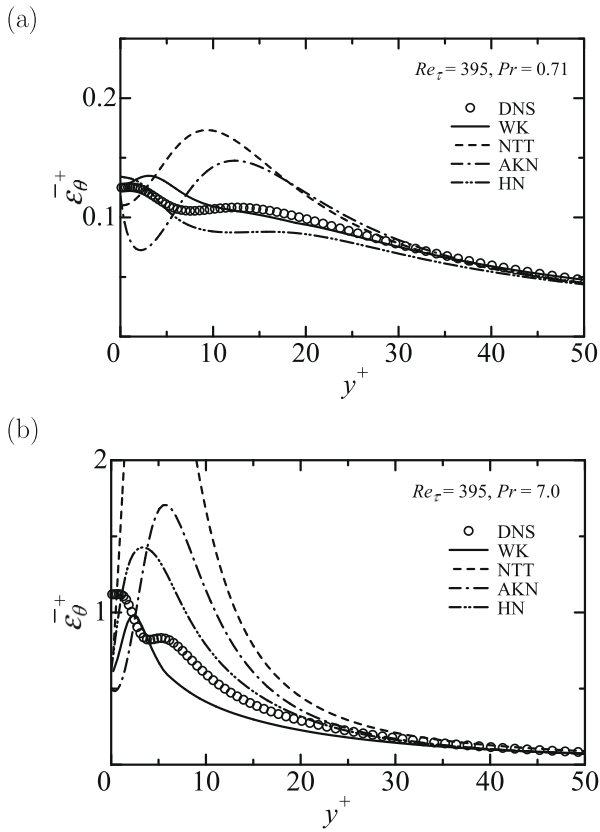 (a)
Re_τ = 395, Pr = 0.71
DNS
WK
NTT
AKN
HN
0.2
0.1
ε̄_θ^+
0 10 20 30 40 50
y^+
(b)
Re_τ = 395, Pr = 7.0
DNS
WK
NTT
AKN
HN
2
1
ε̄_θ^+
0 10 20 30 40 50
y^+